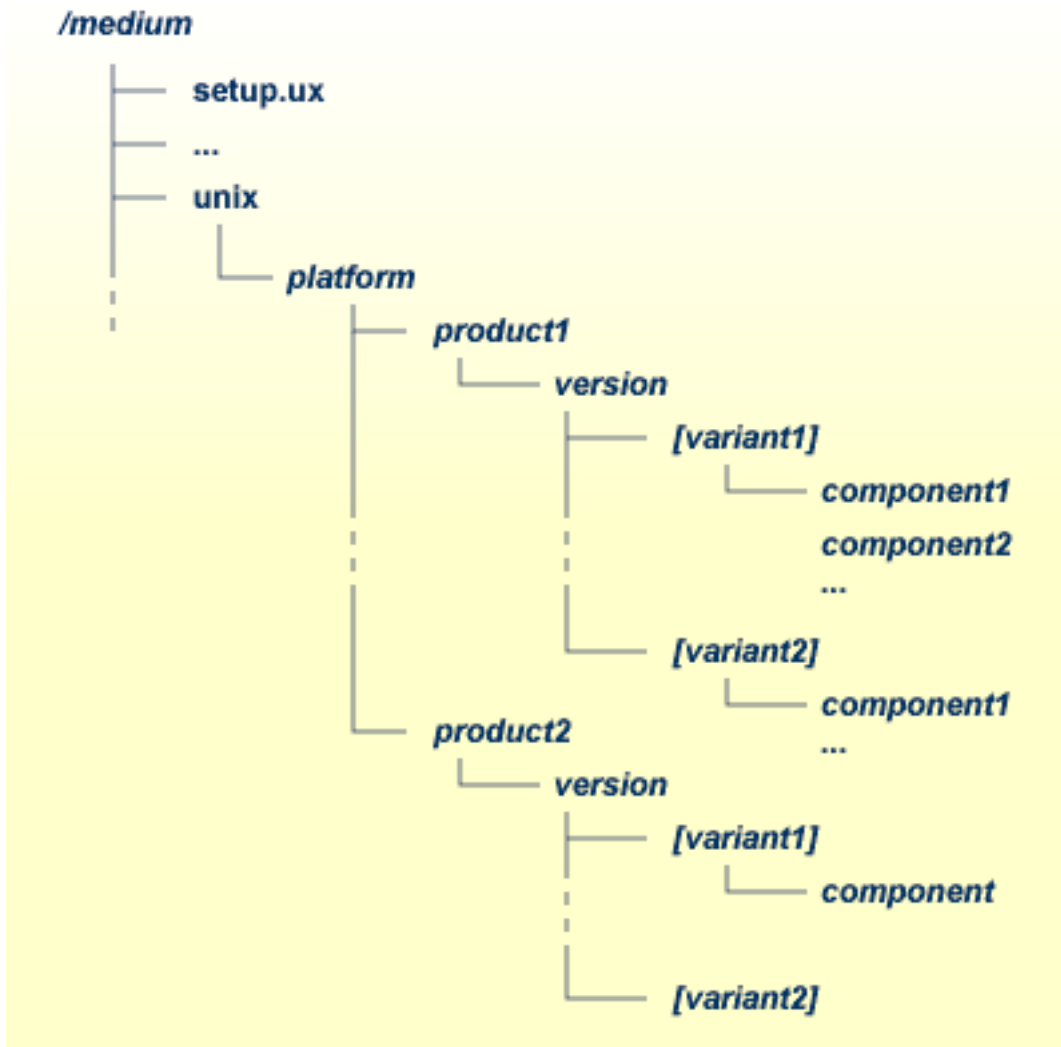 /medium
setup.ux
...
unix
platform
product1
version
[variant1]
component1
component2
...
[variant2]
component1
...
product2
version
[variant1]
component
[variant2]